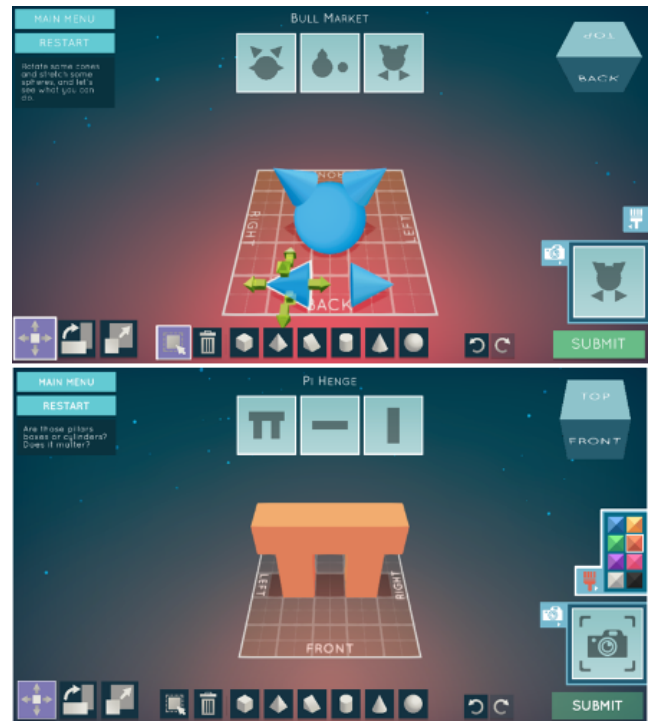 MAIN MENU
RESTART
Rotate some cones
and stretch some
spheres, and let's
see what you can
do.
BULL MARKET
TOP
BACK
RIGHT
LEFT
BACK
SUBMIT
MAIN MENU
RESTART
Are those pillars
boxes or cylinders?
Does it matter?
PI HENGE
TOP
FRONT
LEFT
RIGHT
FRONT
SUBMIT